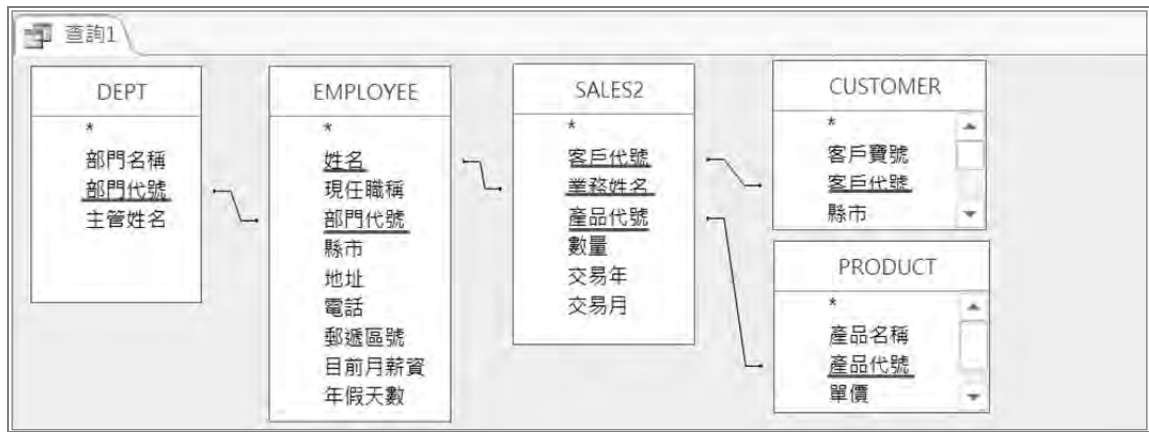 查詢1
DEPT
*
部門名稱
部門代號
主管姓名
EMPLOYEE
*
姓名
現任職稱
部門代號
縣市
地址
電話
郵遞區號
目前月薪資
年假天數
SALES2
*
客戶代號
業務姓名
產品代號
數量
交易年
交易月
CUSTOMER
*
客戶寶號
客戶代號
縣市
PRODUCT
*
產品名稱
產品代號
單價